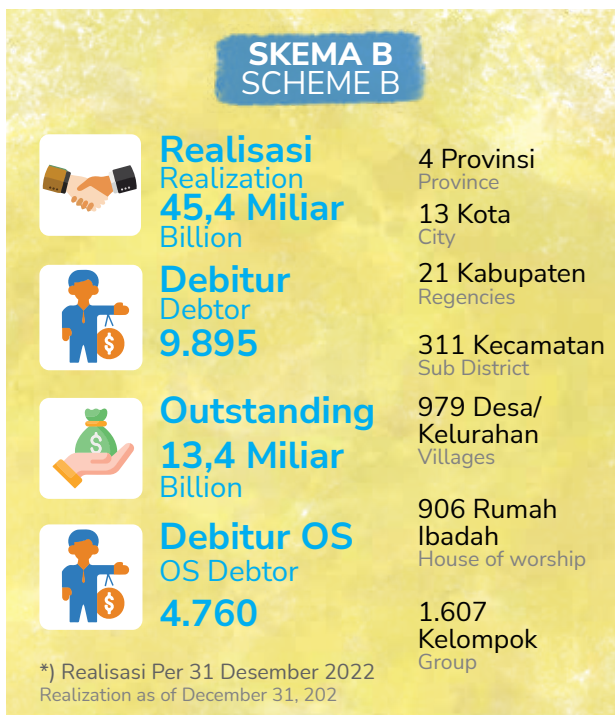 SKEMA B
SCHEME B
Realisasi
Realization
45,4 Miliar
Billion
Debitur
Debtor
9.895
Outstanding
13,4 Miliar
Billion
Debitur OS
OS Debtor
4.760
4 Provinsi
Province
13 Kota
City
21 Kabupaten
Regencies
311 Kecamatan
Sub District
979 Desa/
Kelurahan
Villages
906 Rumah
Ibadah
House of worship
1.607
Kelompok
Group
*) Realisasi Per 31 Desember 2022
Realization as of December 31, 202